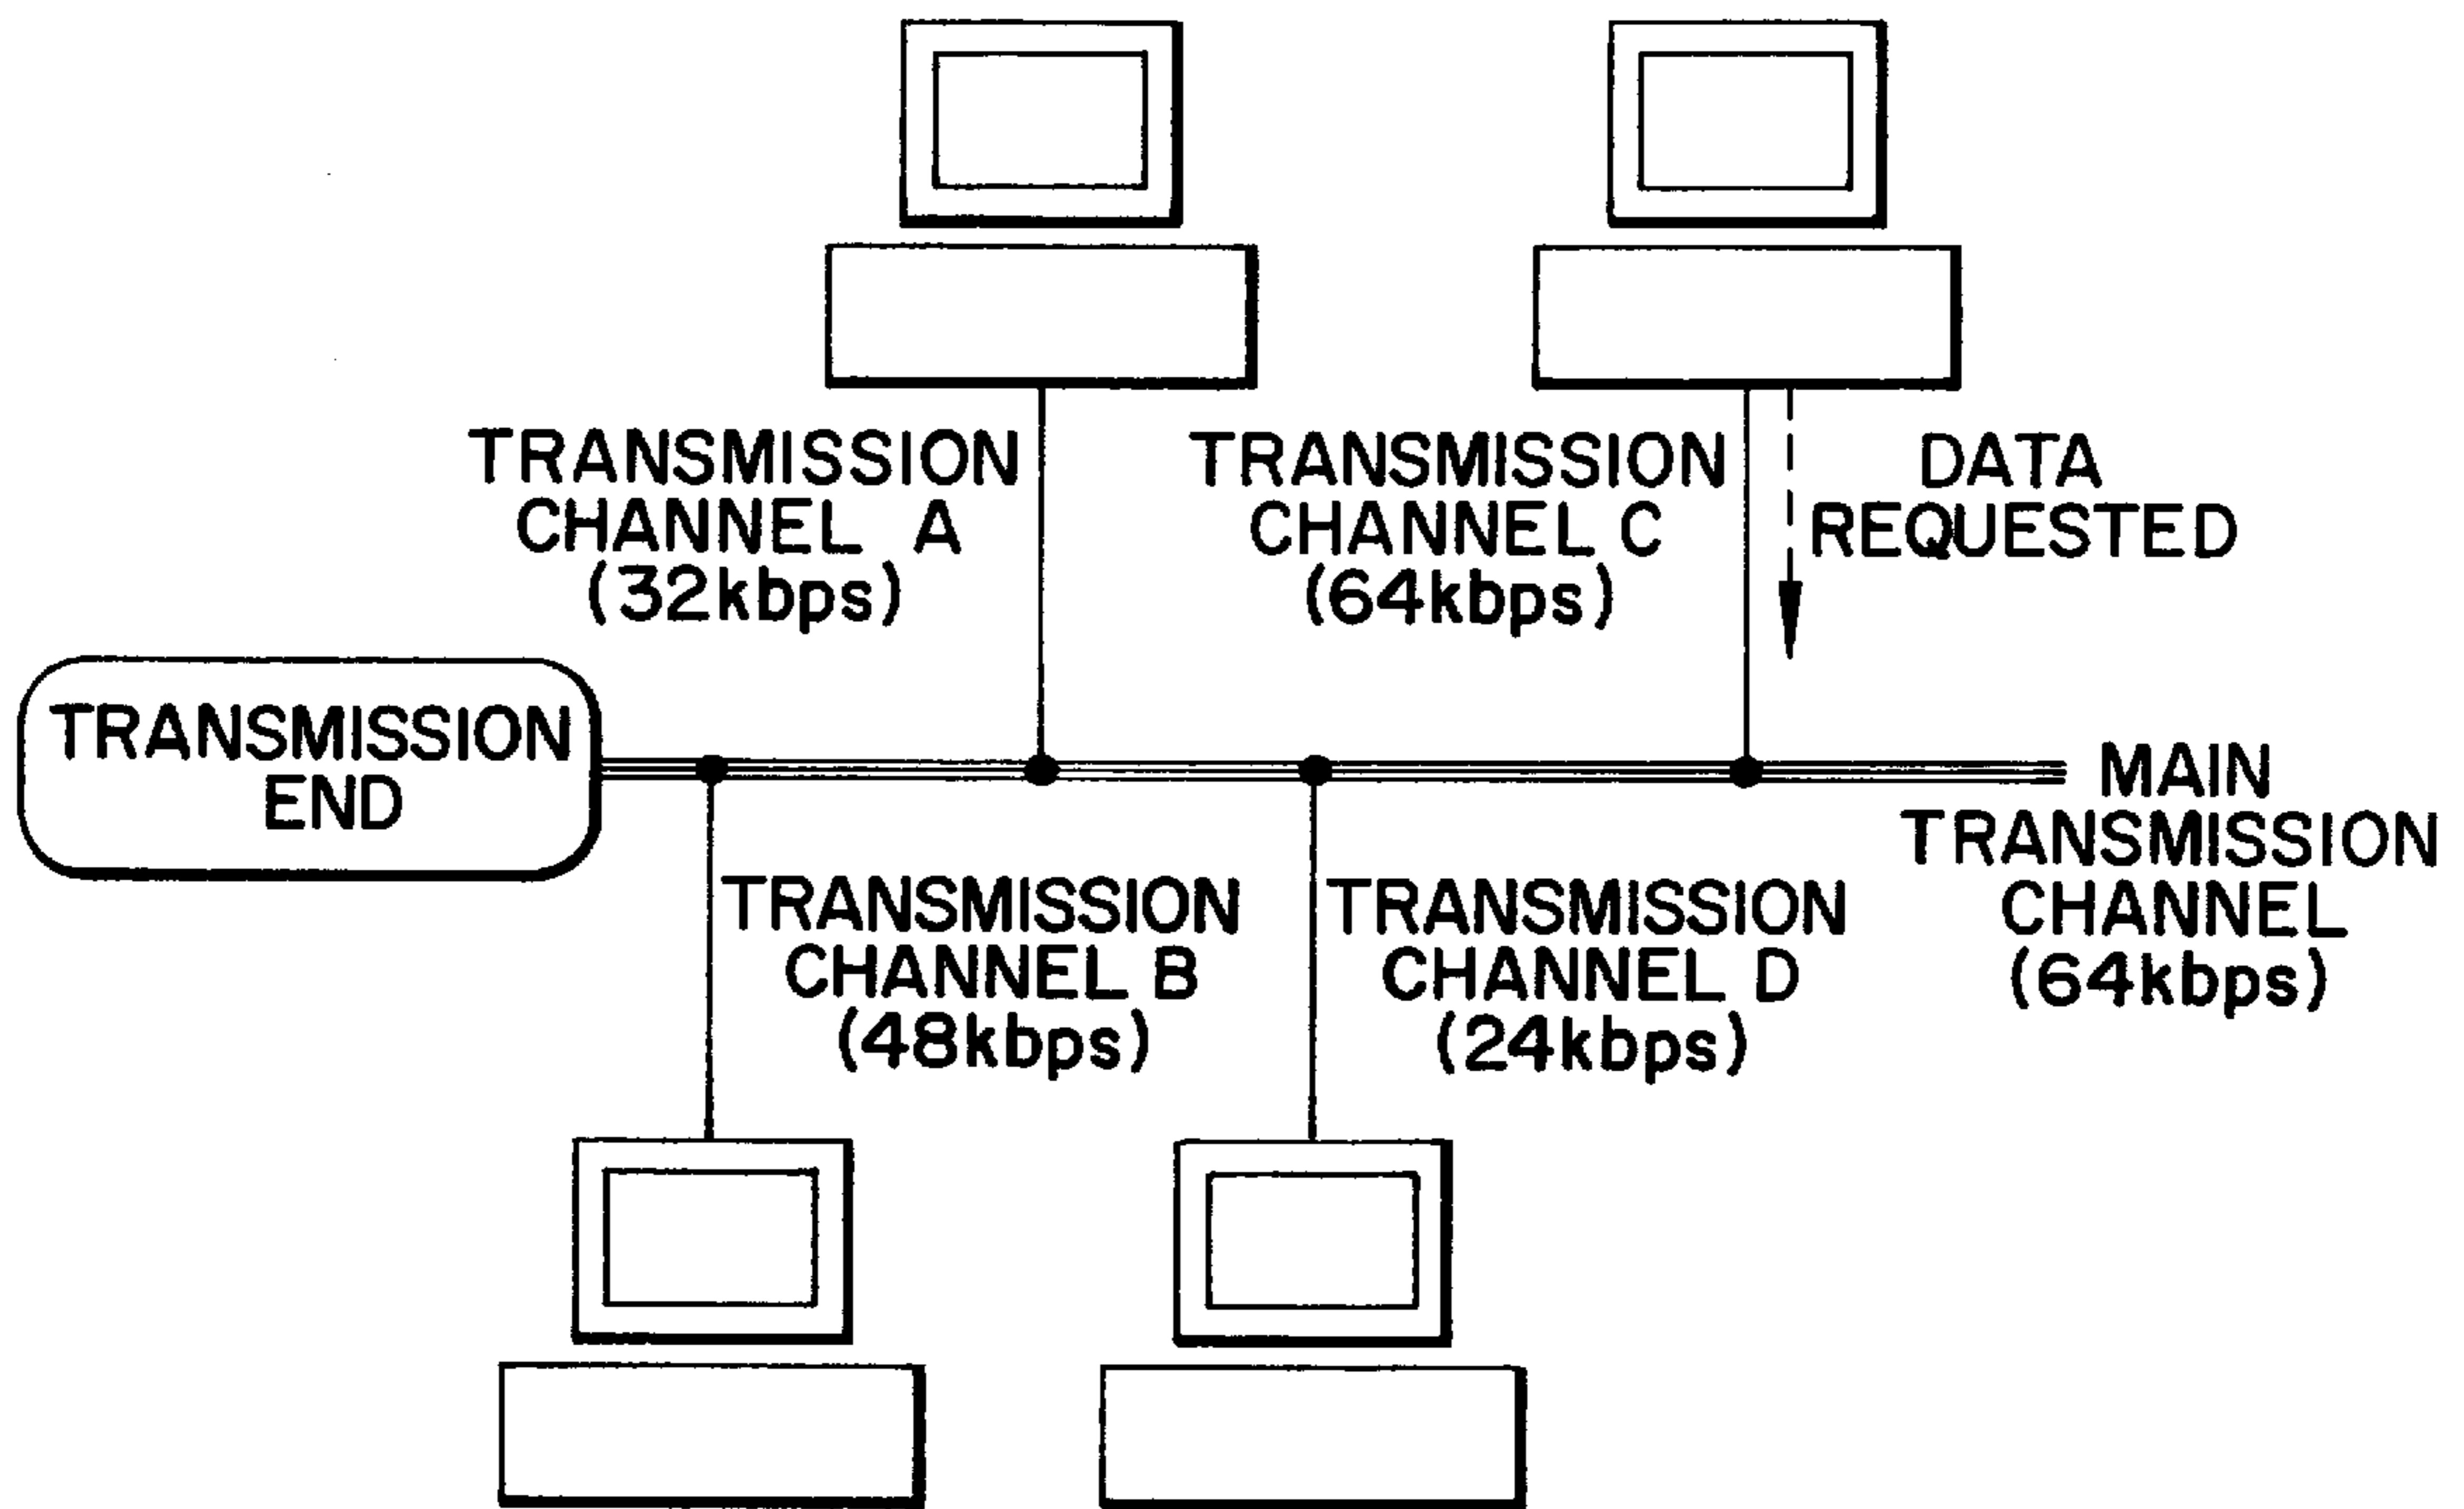 TRANSMISSION
CHANNEL A
(32kbps)
TRANSMISSION
CHANNEL C
(64kbps)
DATA
REQUESTED
TRANSMISSION
END
MAIN
TRANSMISSION
CHANNEL
(64kbps)
TRANSMISSION
CHANNEL B
(48kbps)
TRANSMISSION
CHANNEL D
(24kbps)